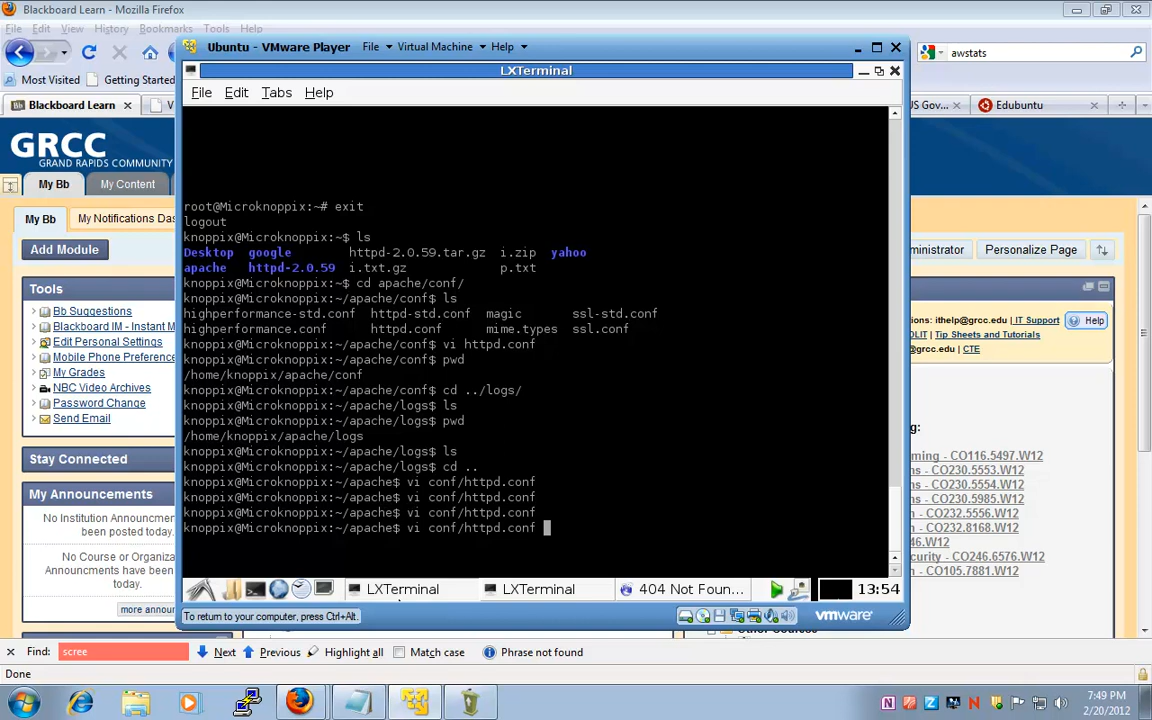 Blackboard Learn - Mozilla Firefox
File Edit View History Bookmarks Tools Help
awstats
Most Visited Getting Started
Blackboard Learn × V
US Gov... × Edubuntu ×
Ubuntu - VMware Player File Virtual Machine Help
LXTerminal
File Edit Tabs Help
GRCC
GRAND RAPIDS COMMUNITY
My Bb My Content
My Bb My Notifications Das
Add Module
Personalize Page
Tools
Bb Suggestions
Blackboard IM - Instant M
Edit Personal Settings
Mobile Phone Preference
My Grades
NBC Video Archives
Password Change
Send Email
Stay Connected
My Announcements
No Institution Announcements have
been posted today.
No Course or Organiza
Announcements have been posted
today.
more announ
root@Microknoppix:~# exit
logout
knoppix@Microknoppix:~$ ls
Desktop google httpd-2.0.59.tar.gz i.zip yahoo
apache httpd-2.0.59 i.txt.gz p.txt
knoppix@Microknoppix:~$ cd apache/conf/
knoppix@Microknoppix:~/apache/conf$ ls
highperformance-std.conf httpd-std.conf magic ssl-std.conf
highperformance.conf httpd.conf mime.types ssl.conf
knoppix@Microknoppix:~/apache/conf$ vi httpd.conf
knoppix@Microknoppix:~/apache/conf$ pwd
/home/knoppix/apache/conf
knoppix@Microknoppix:~/apache/conf$ cd ../logs/
knoppix@Microknoppix:~/apache/logs$ ls
knoppix@Microknoppix:~/apache/logs$ pwd
/home/knoppix/apache/logs
knoppix@Microknoppix:~/apache/logs$ ls
knoppix@Microknoppix:~/apache/logs$ cd ..
knoppix@Microknoppix:~/apache$ vi conf/httpd.conf
knoppix@Microknoppix:~/apache$ vi conf/httpd.conf
knoppix@Microknoppix:~/apache$ vi conf/httpd.conf
knoppix@Microknoppix:~/apache$ vi conf/httpd.conf
LXTerminal LXTerminal 404 Not Foun... 13:54
To return to your computer, press Ctrl+Alt. vmware
ministrator
ions: ithelp@grcc.edu | IT Support Help
OLIT | Tip Sheets and Tutorials
@grcc.edu | CTE
g:
ming - CO116.5497.W12
n - CO230.5553.W12
n - CO230.5554.W12
n - CO230.5985.W12
n - CO232.5556.W12
n - CO232.8168.W12
.W12
curity - CO246.6576.W12
- CO105.7881.W12
× Find: scree Next Previous Highlight all Match case Phrase not found
Done
7:49 PM
2/20/2012